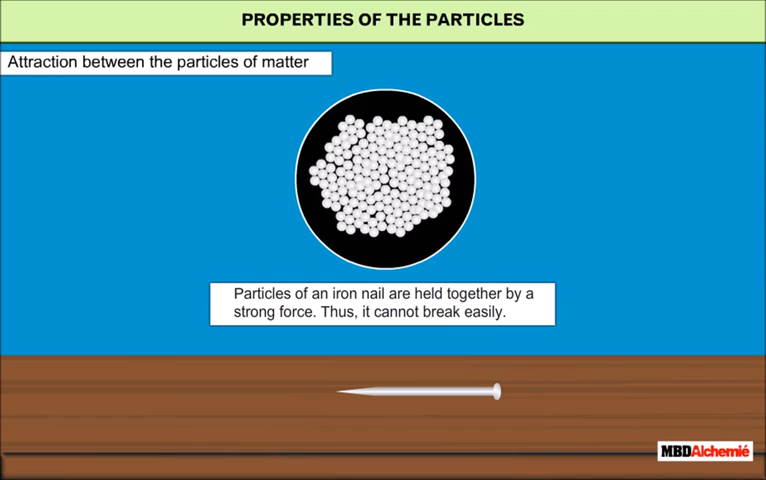 PROPERTIES OF THE PARTICLES
Attraction between the particles of matter
Particles of an iron nail are held together by a
strong force. Thus, it cannot break easily.
MBDAlchemié